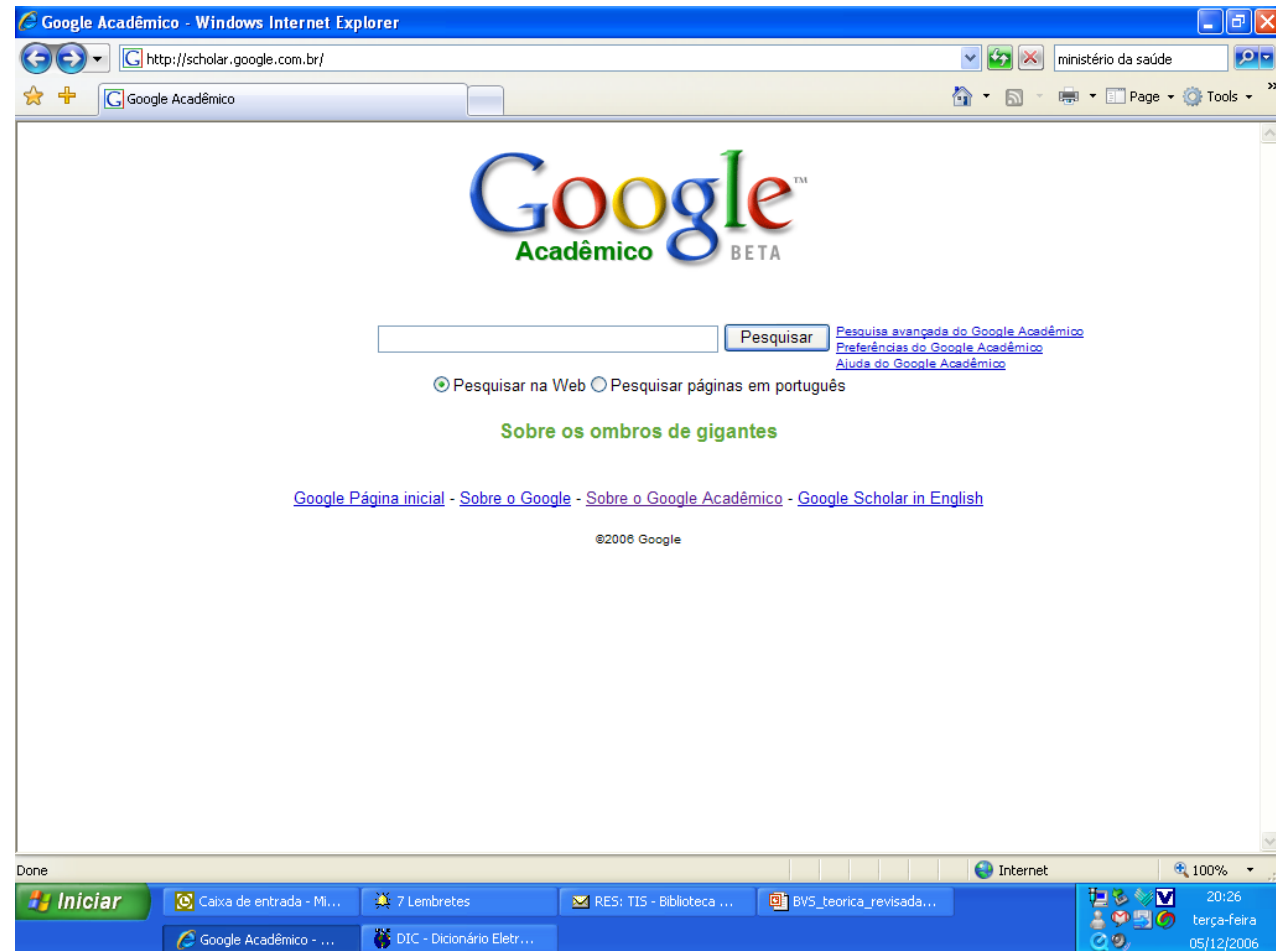 Google Acadêmico - Windows Internet Explorer
http://scholar.google.com.br/
ministério da saúde
Google Acadêmico
Page
Tools
»
Google™
Acadêmico BETA
Pesquisar
Pesquisa avançada do Google Acadêmico
Preferências do Google Acadêmico
Ajuda do Google Acadêmico
Pesquisar na Web Pesquisar páginas em português
Sobre os ombros de gigantes
Google Página inicial - Sobre o Google - Sobre o Google Acadêmico - Google Scholar in English
©2006 Google
Done
Internet
100%
Iniciar
Caixa de entrada - Mi...
7 Lembretes
RES: TIS - Biblioteca ...
BVS_teorica_revisada...
20:26
terça-feira
Google Acadêmico - ...
DIC - Dicionário Eletr...
05/12/2006